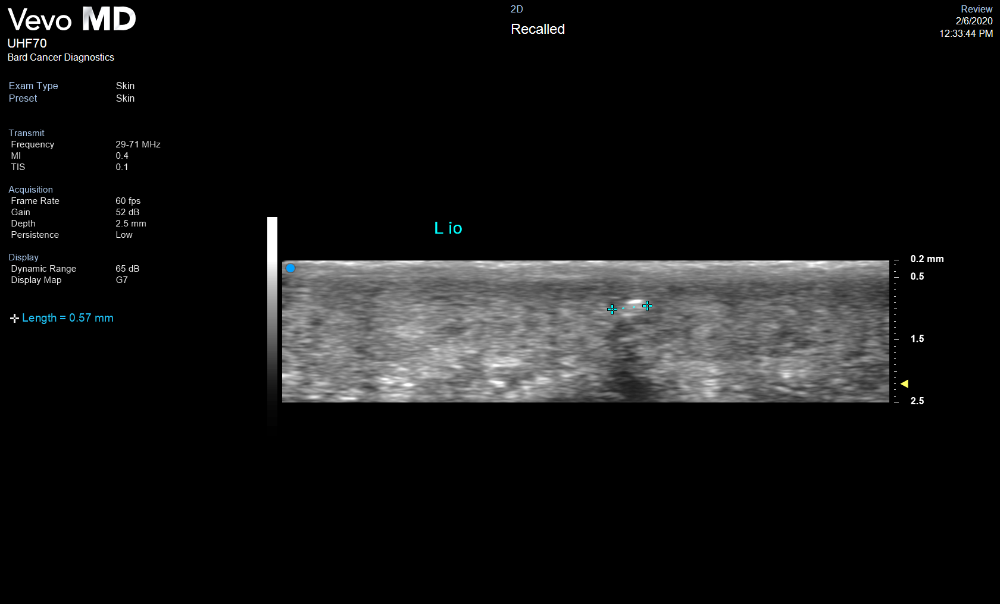 Vevo MD
UHF70
Bard Cancer Diagnostics
2D
Recalled
Review
2/6/2020
12:33:44 PM
Exam Type Skin
Preset Skin
Transmit
Frequency 29-71 MHz
MI 0.4
TIS 0.1
Acquisition
Frame Rate 60 fps
Gain 52 dB
Depth 2.5 mm
Persistence Low
Display
Dynamic Range 65 dB
Display Map G7
Length = 0.57 mm
L io
0.2 mm
0.5
1.5
2.5